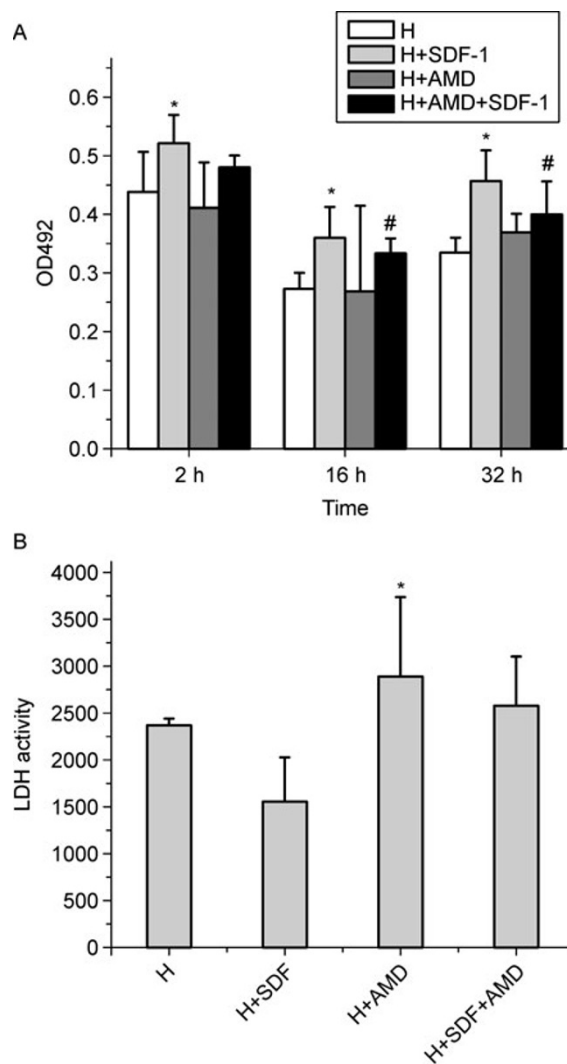 A
H
H+SDF-1
H+AMD
H+AMD+SDF-1
0.6
0.5
0.4
0.3
0.2
0.1
0.0
OD492
*
*
#
*
#
2 h
16 h
32 h
Time
B
4000
3500
3000
2500
2000
1500
1000
500
0
LDH activity
*
H
H+SDF
H+AMD
H+SDF+AMD